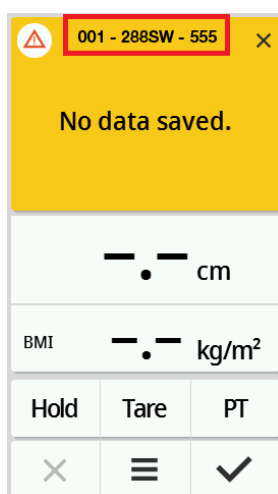 001 - 288SW - 555
No data saved.
–.– cm
BMI –.– kg/m²
Hold Tare PT